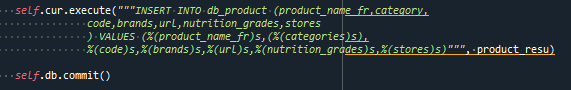 self.cur.execute("""INSERT INTO db_product (product_name_fr,category,
code,brands,url,nutrition_grades,stores
) VALUES (%(product_name_fr)s,(%(categories)s),
%(code)s,%(brands)s,%(url)s,%(nutrition_grades)s,%(stores)s)""", product_resu)
self.db.commit()